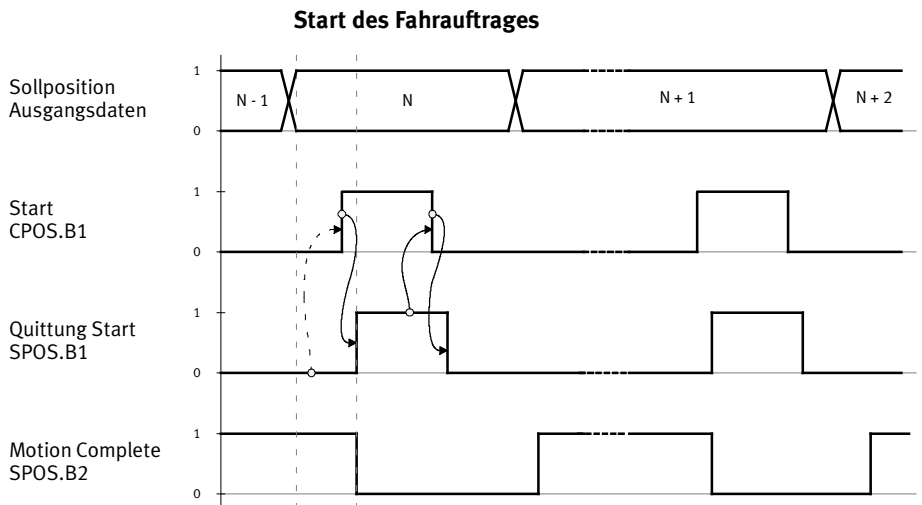 Start des Fahrauftrages
Sollposition
Ausgangsdaten
1
0
N - 1
N
N + 1
N + 2
Start
CPOS.B1
1
0
Quittung Start
SPOS.B1
1
0
Motion Complete
SPOS.B2
1
0